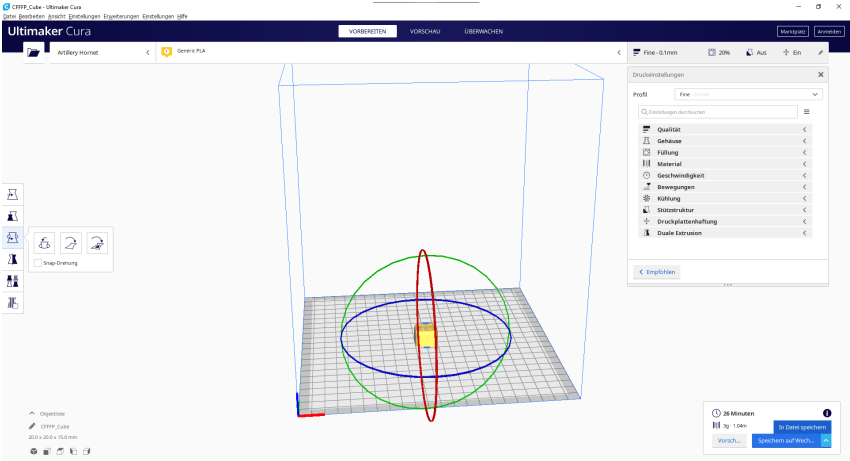 CFFFP_Cube - Ultimaker Cura
Datei Bearbeiten Ansicht Einstellungen Erweiterungen Einstellungen Hilfe
Ultimaker Cura
VORBEREITEN VORSCHAU ÜBERWACHEN
Marktplatz Anmelden
Artillery Hornet
Generic PLA
Fine - 0.1mm 20% Aus Ein
Druckeinstellungen
Profil Fine
Einstellungen durchsuchen
Qualität
Gehäuse
Füllung
Material
Geschwindigkeit
Bewegungen
Kühlung
Stützstruktur
Druckplattenhaftung
Duale Extrusion
Empfohlen
Snap-Drehung
Objektliste
CFFFP_Cube
20.0 x 20.0 x 15.0 mm
26 Minuten
3g · 1.04m
In Datei speichern
Vorsch... Speichern auf Wech...